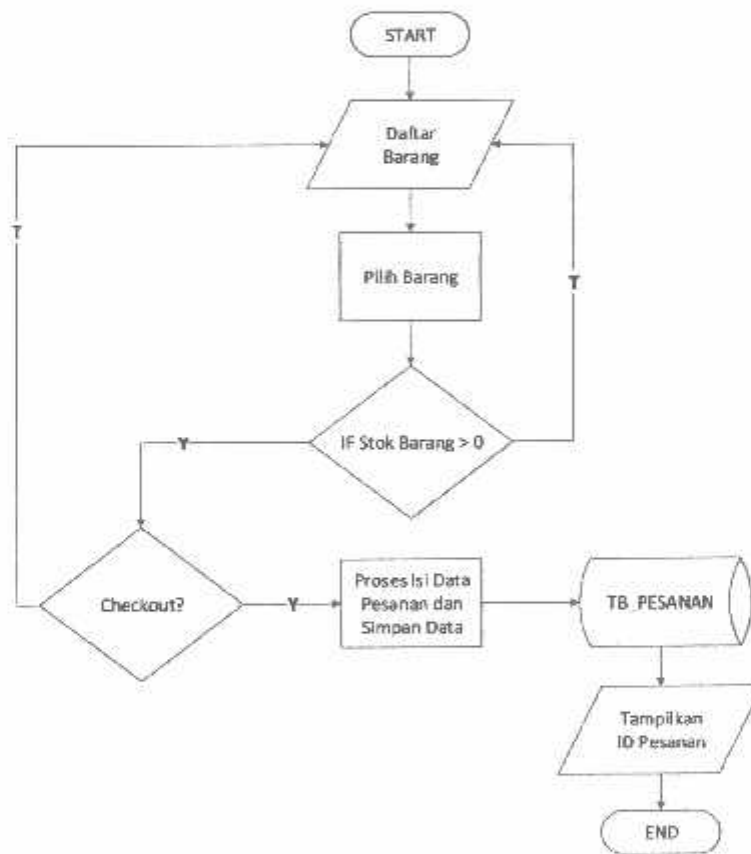 START
Daftar
Barang
T
Pilih Barang
Y
IF Stok Barang > 0
Y
Checkout?
Y
Proses Isi Data
Pesanan dan
Simpan Data
TB_PESANAN
Tampilkan
ID Pesanan
END